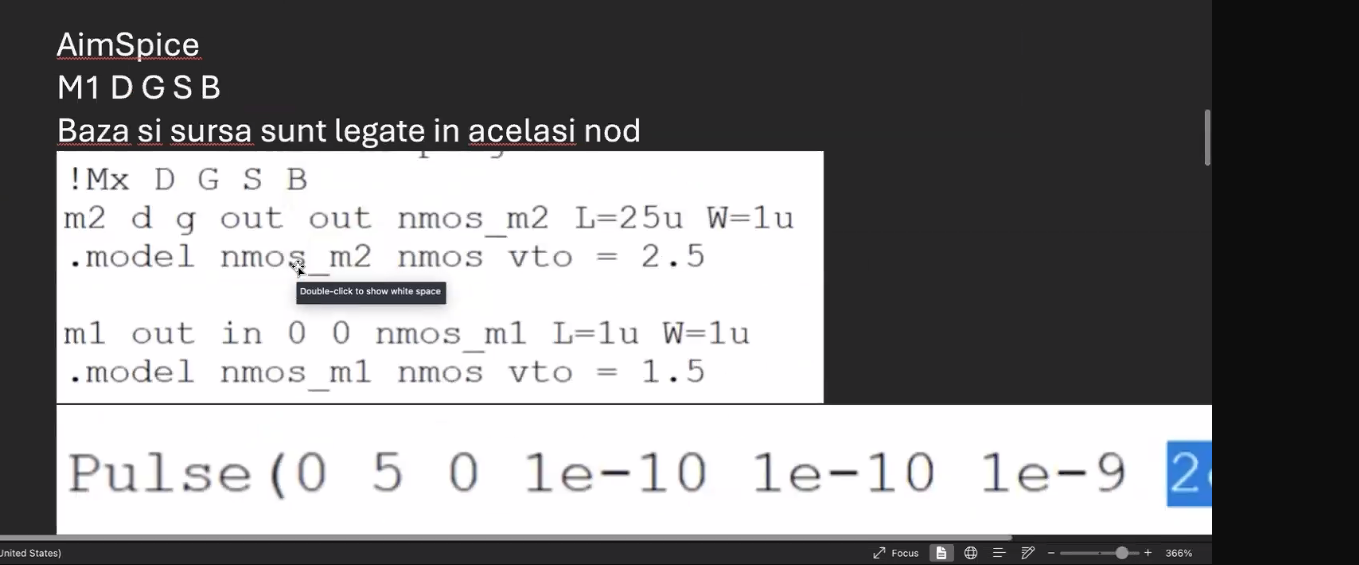 AimSpice
M1 D G S B
Baza si sursa sunt legate in acelasi nod
!Mx D G S B
m2 d g out out nmos_m2 L=25u W=1u
.model nmos_m2 nmos vto = 2.5
Double-click to show white space
m1 out in 0 0 nmos_m1 L=1u W=1u
.model nmos_m1 nmos vto = 1.5
Pulse(0 5 0 1e-10 1e-10 1e-9 2
United States) Focus 366%